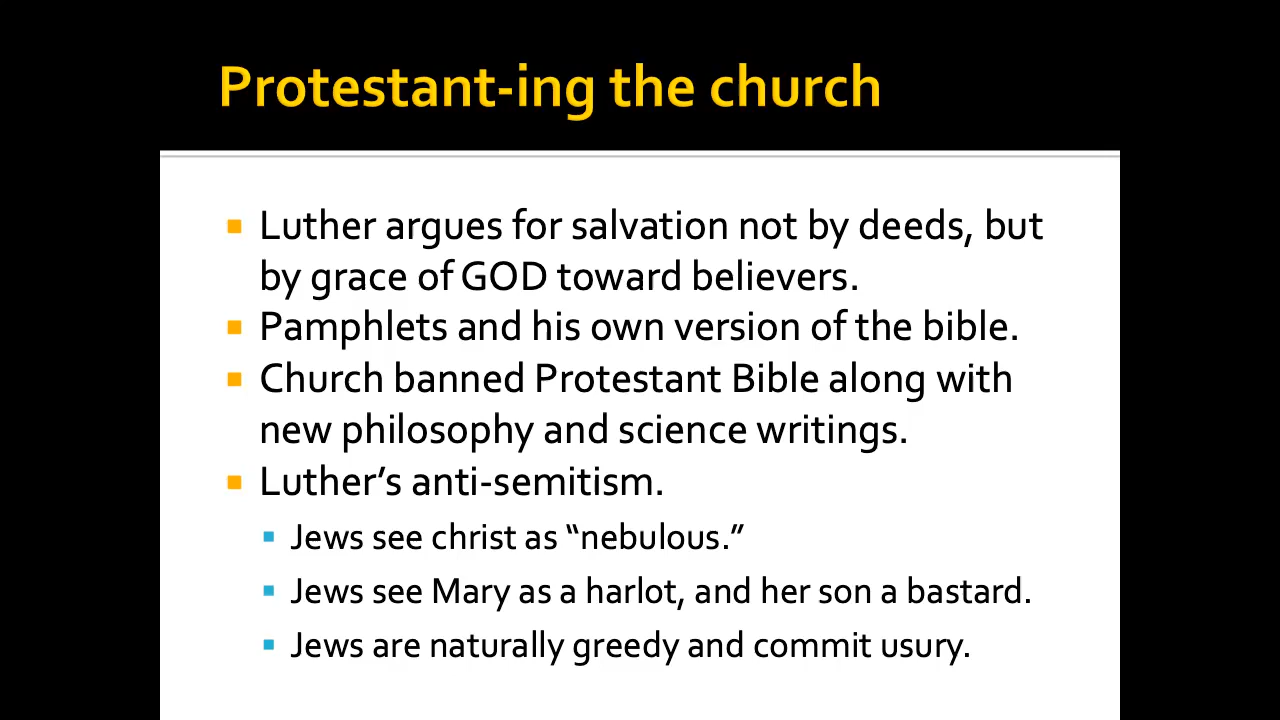 Protestant-ing the church
Luther argues for salvation not by deeds, but
by grace of GOD toward believers.
Pamphlets and his own version of the bible.
Church banned Protestant Bible along with
new philosophy and science writings.
Luther’s anti-semitism.
Jews see christ as “nebulous.”
Jews see Mary as a harlot, and her son a bastard.
Jews are naturally greedy and commit usury.